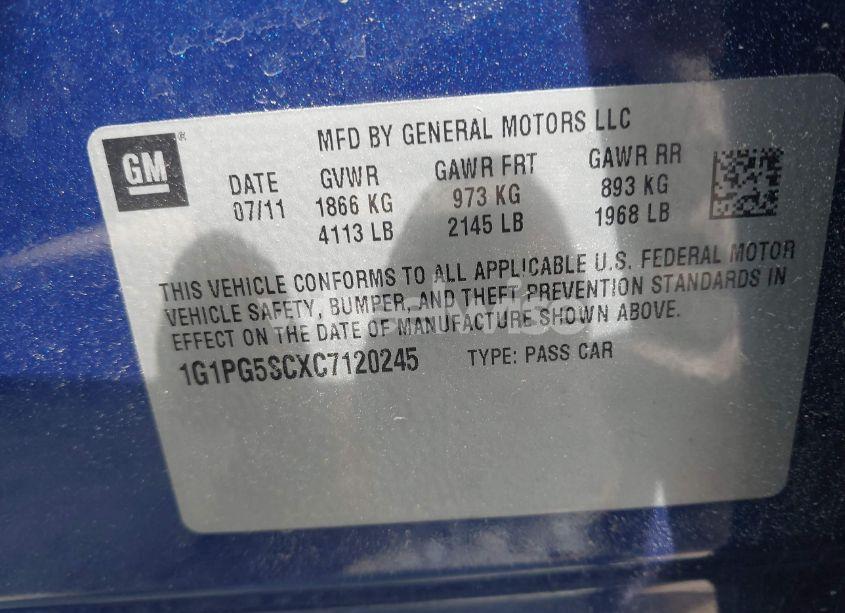 MFD BY GENERAL MOTORS LLC
GM®
DATE GVWR GAWR FRT GAWR RR
07/11 1866 KG 973 KG 893 KG
4113 LB 2145 LB 1968 LB
THIS VEHICLE CONFORMS TO ALL APPLICABLE U.S. FEDERAL MOTOR
VEHICLE SAFETY, BUMPER, AND THEFT PREVENTION STANDARDS IN
EFFECT ON THE DATE OF MANUFACTURE SHOWN ABOVE.
1G1PG5SCXC7120245 TYPE: PASS CAR